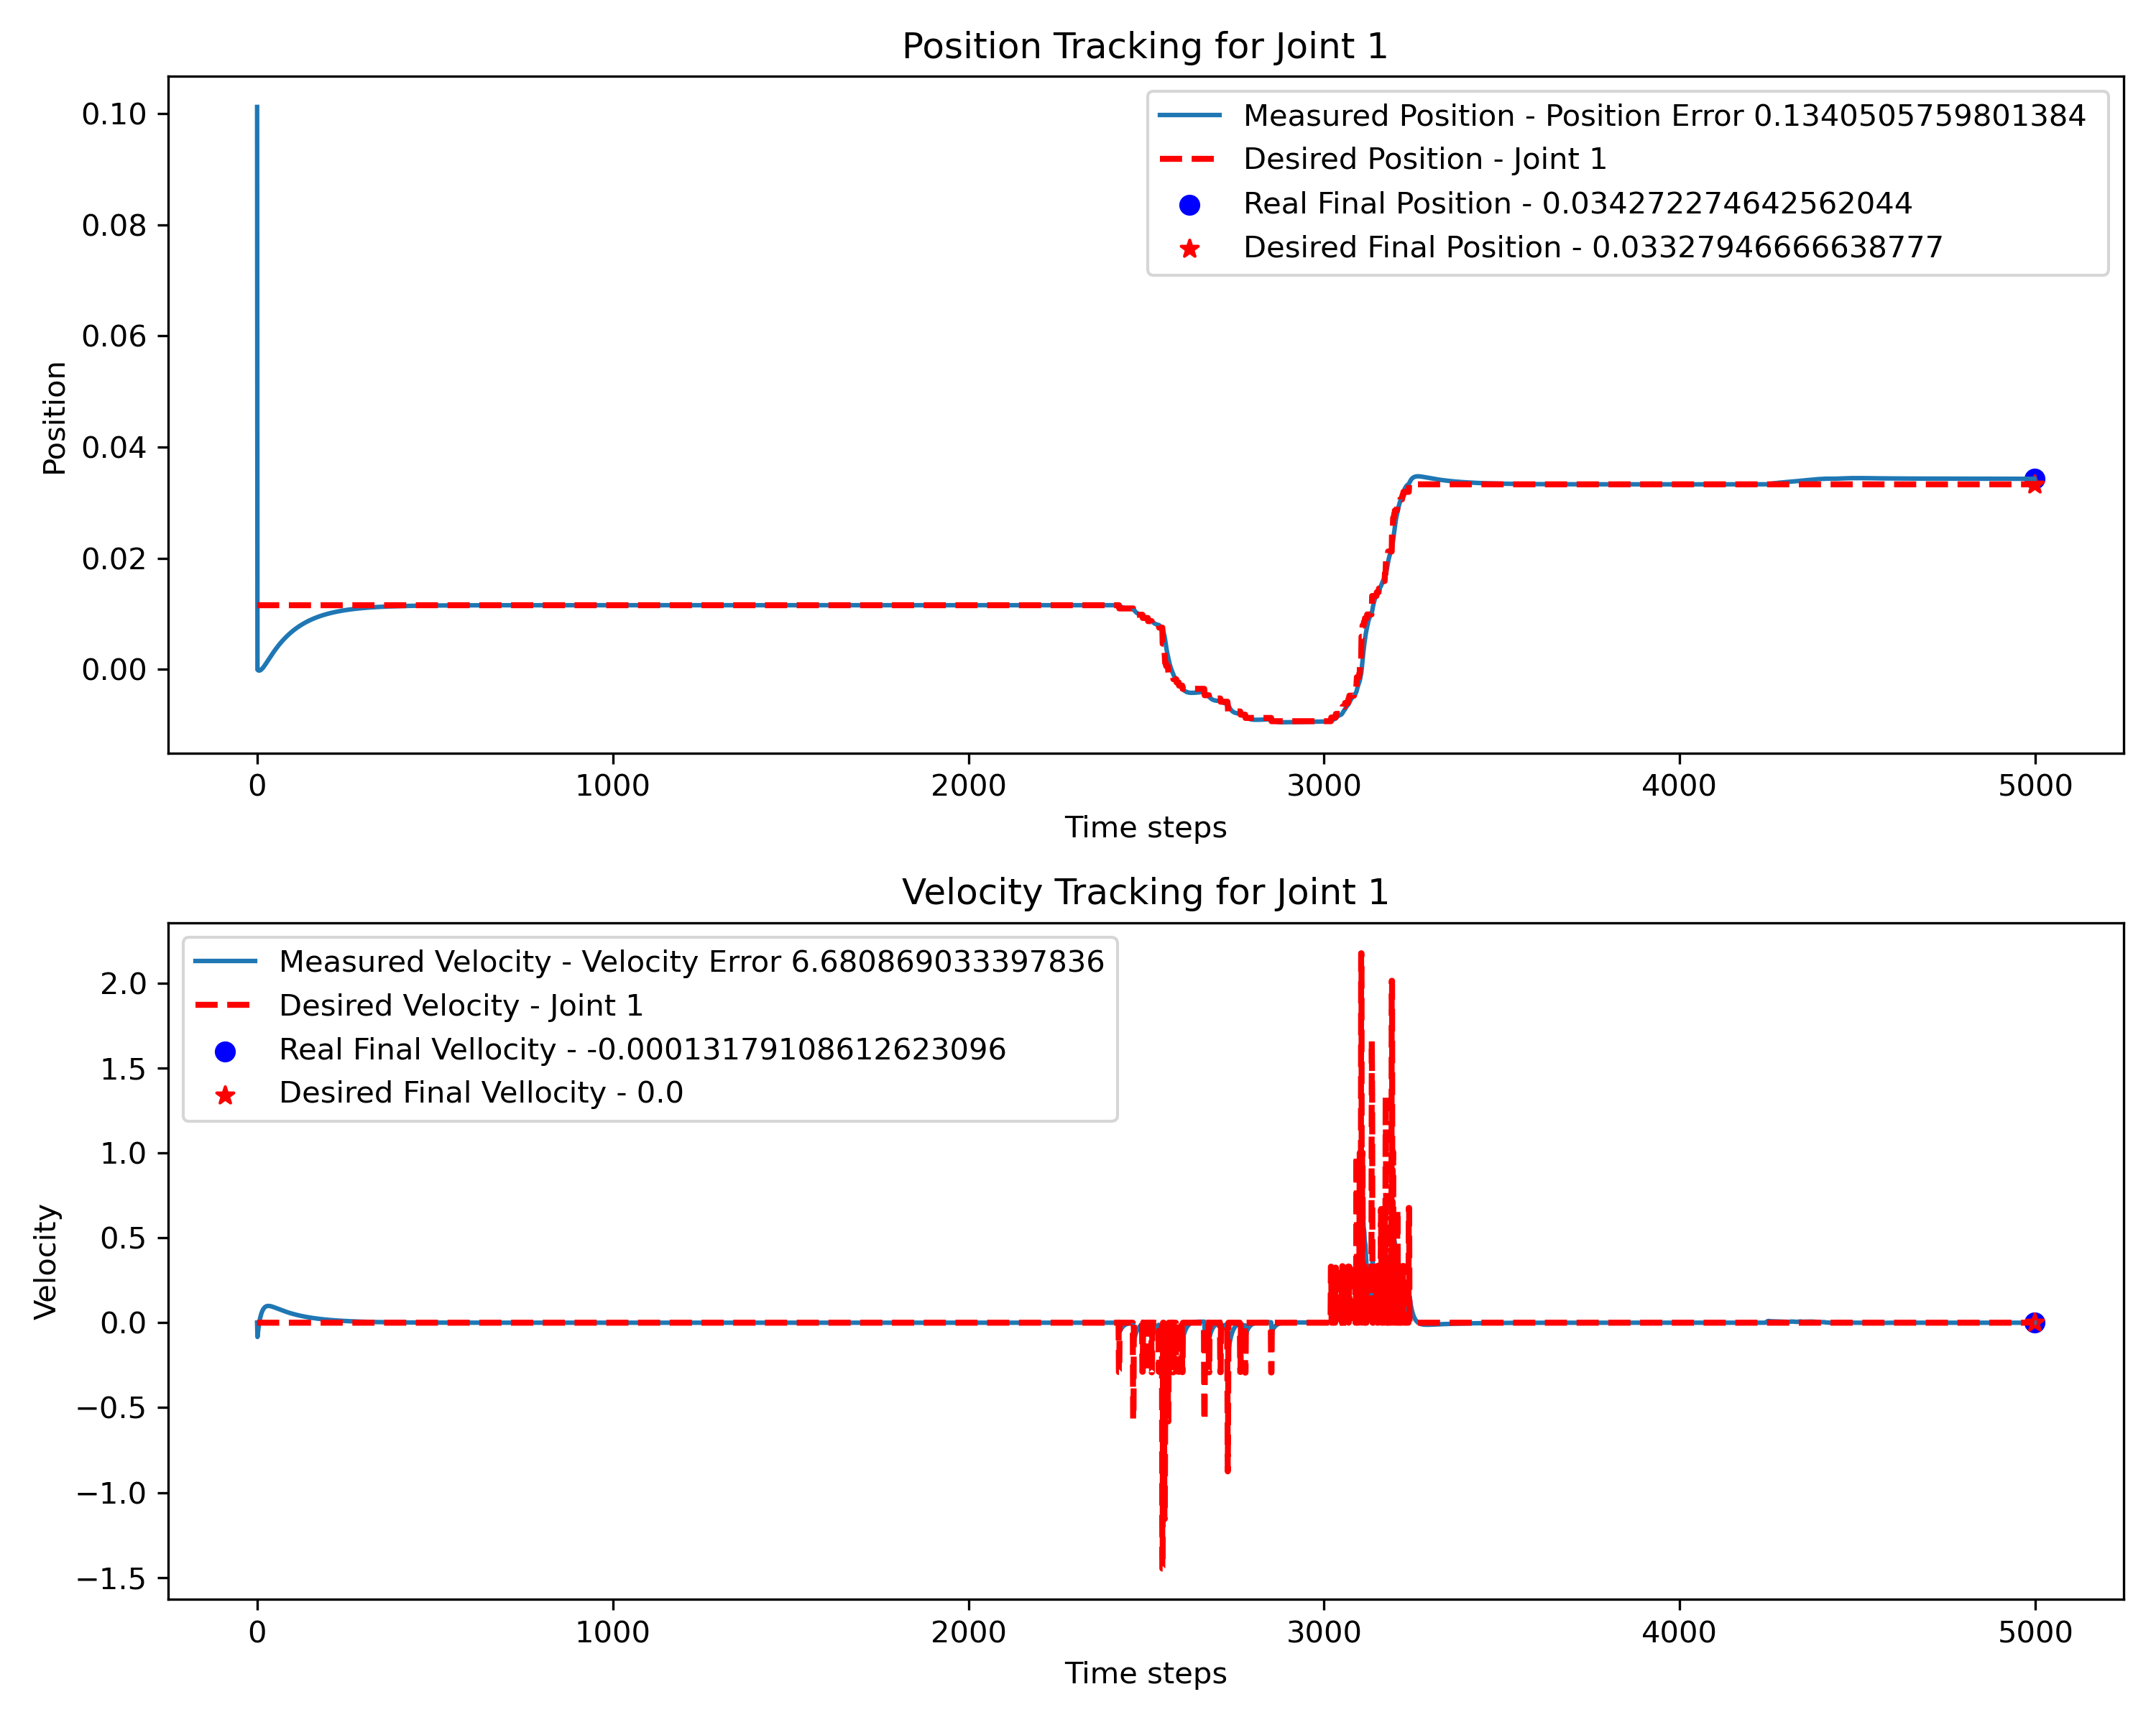 Position Tracking for Joint 1
0.10
0.08
0.06
0.04
0.02
0.00
Position
Measured Position - Position Error 0.1340505759801384
Desired Position - Joint 1
Real Final Position - 0.034272274642562044
Desired Final Position - 0.03327946666638777
0 1000 2000 3000 4000 5000
Time steps
Velocity Tracking for Joint 1
2.0
1.5
1.0
0.5
0.0
−0.5
−1.0
−1.5
Velocity
Measured Velocity - Velocity Error 6.680869033397836
Desired Velocity - Joint 1
Real Final Vellocity - -0.00013179108612623096
Desired Final Vellocity - 0.0
0 1000 2000 3000 4000 5000
Time steps